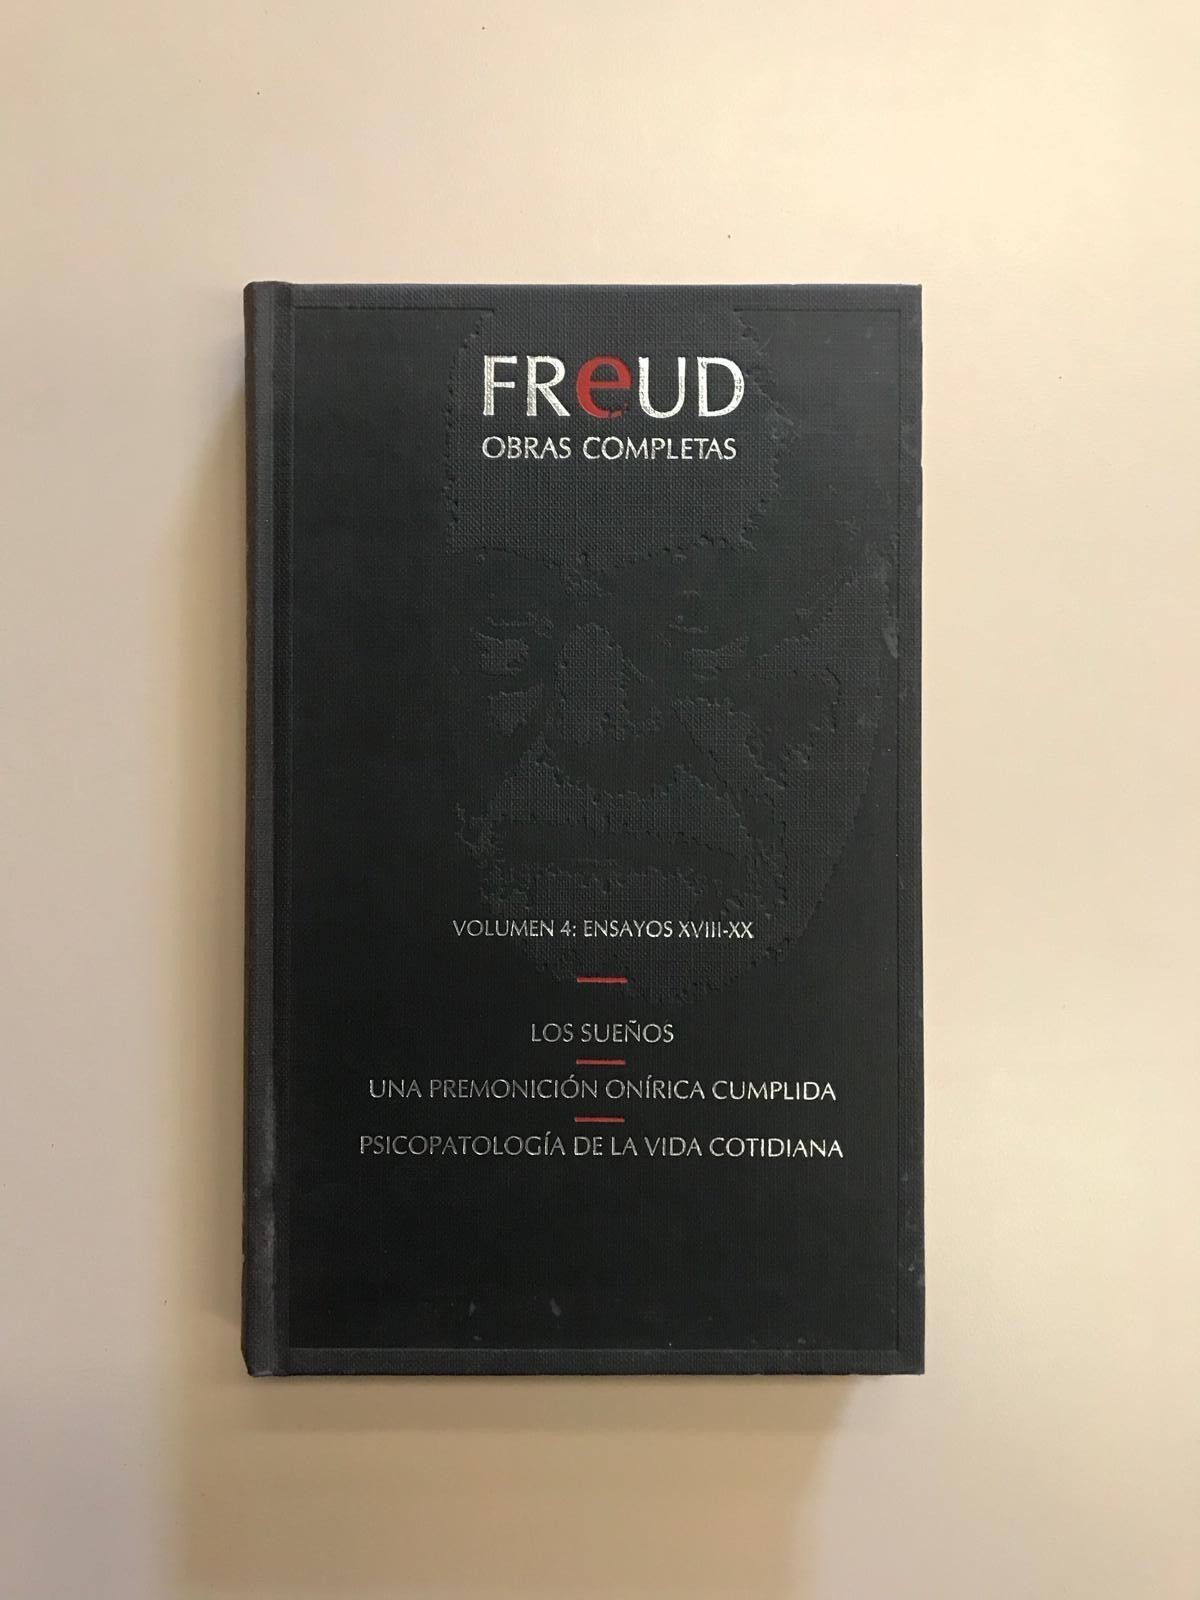 FReUD
OBRAS COMPLETAS
VOLUMEN 4: ENSAYOS XVIII-XX
LOS SUEÑOS
UNA PREMONICIÓN ONÍRICA CUMPLIDA
PSICOPATOLOGÍA DE LA VIDA COTIDIANA